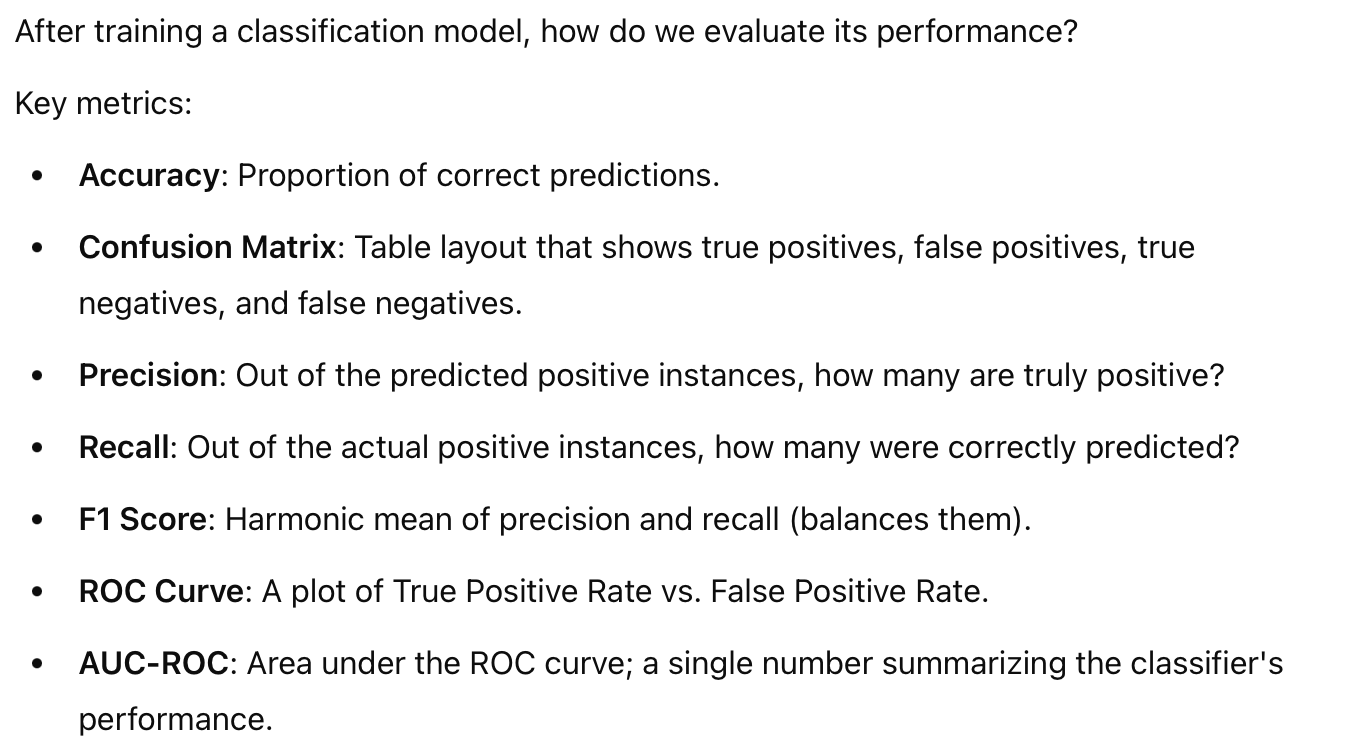 After training a classification model, how do we evaluate its performance?
Key metrics:
• Accuracy: Proportion of correct predictions.
• Confusion Matrix: Table layout that shows true positives, false positives, true
negatives, and false negatives.
• Precision: Out of the predicted positive instances, how many are truly positive?
• Recall: Out of the actual positive instances, how many were correctly predicted?
• F1 Score: Harmonic mean of precision and recall (balances them).
• ROC Curve: A plot of True Positive Rate vs. False Positive Rate.
• AUC-ROC: Area under the ROC curve; a single number summarizing the classifier's
performance.